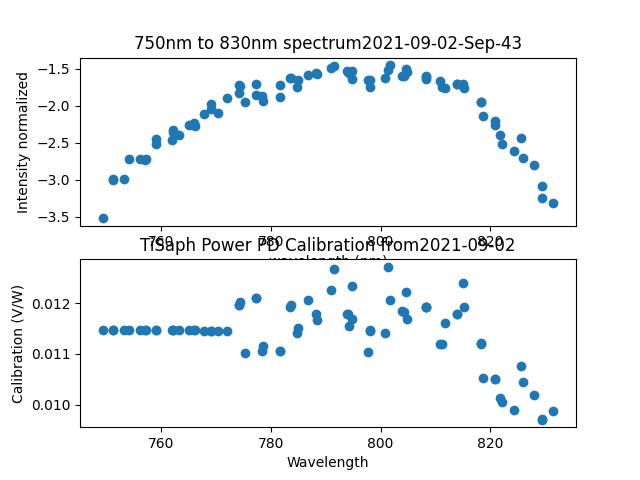 750nm to 830nm spectrum2021-09-02-Sep-43
−1.5
−2.0
−2.5
−3.0
−3.5
Intensity normalized
760 780 800 820
wavelength (nm)
TiSaph Power PD Calibration from2021-09-02
0.012
0.011
0.010
Calibration (V/W)
760 780 800 820
Wavelength